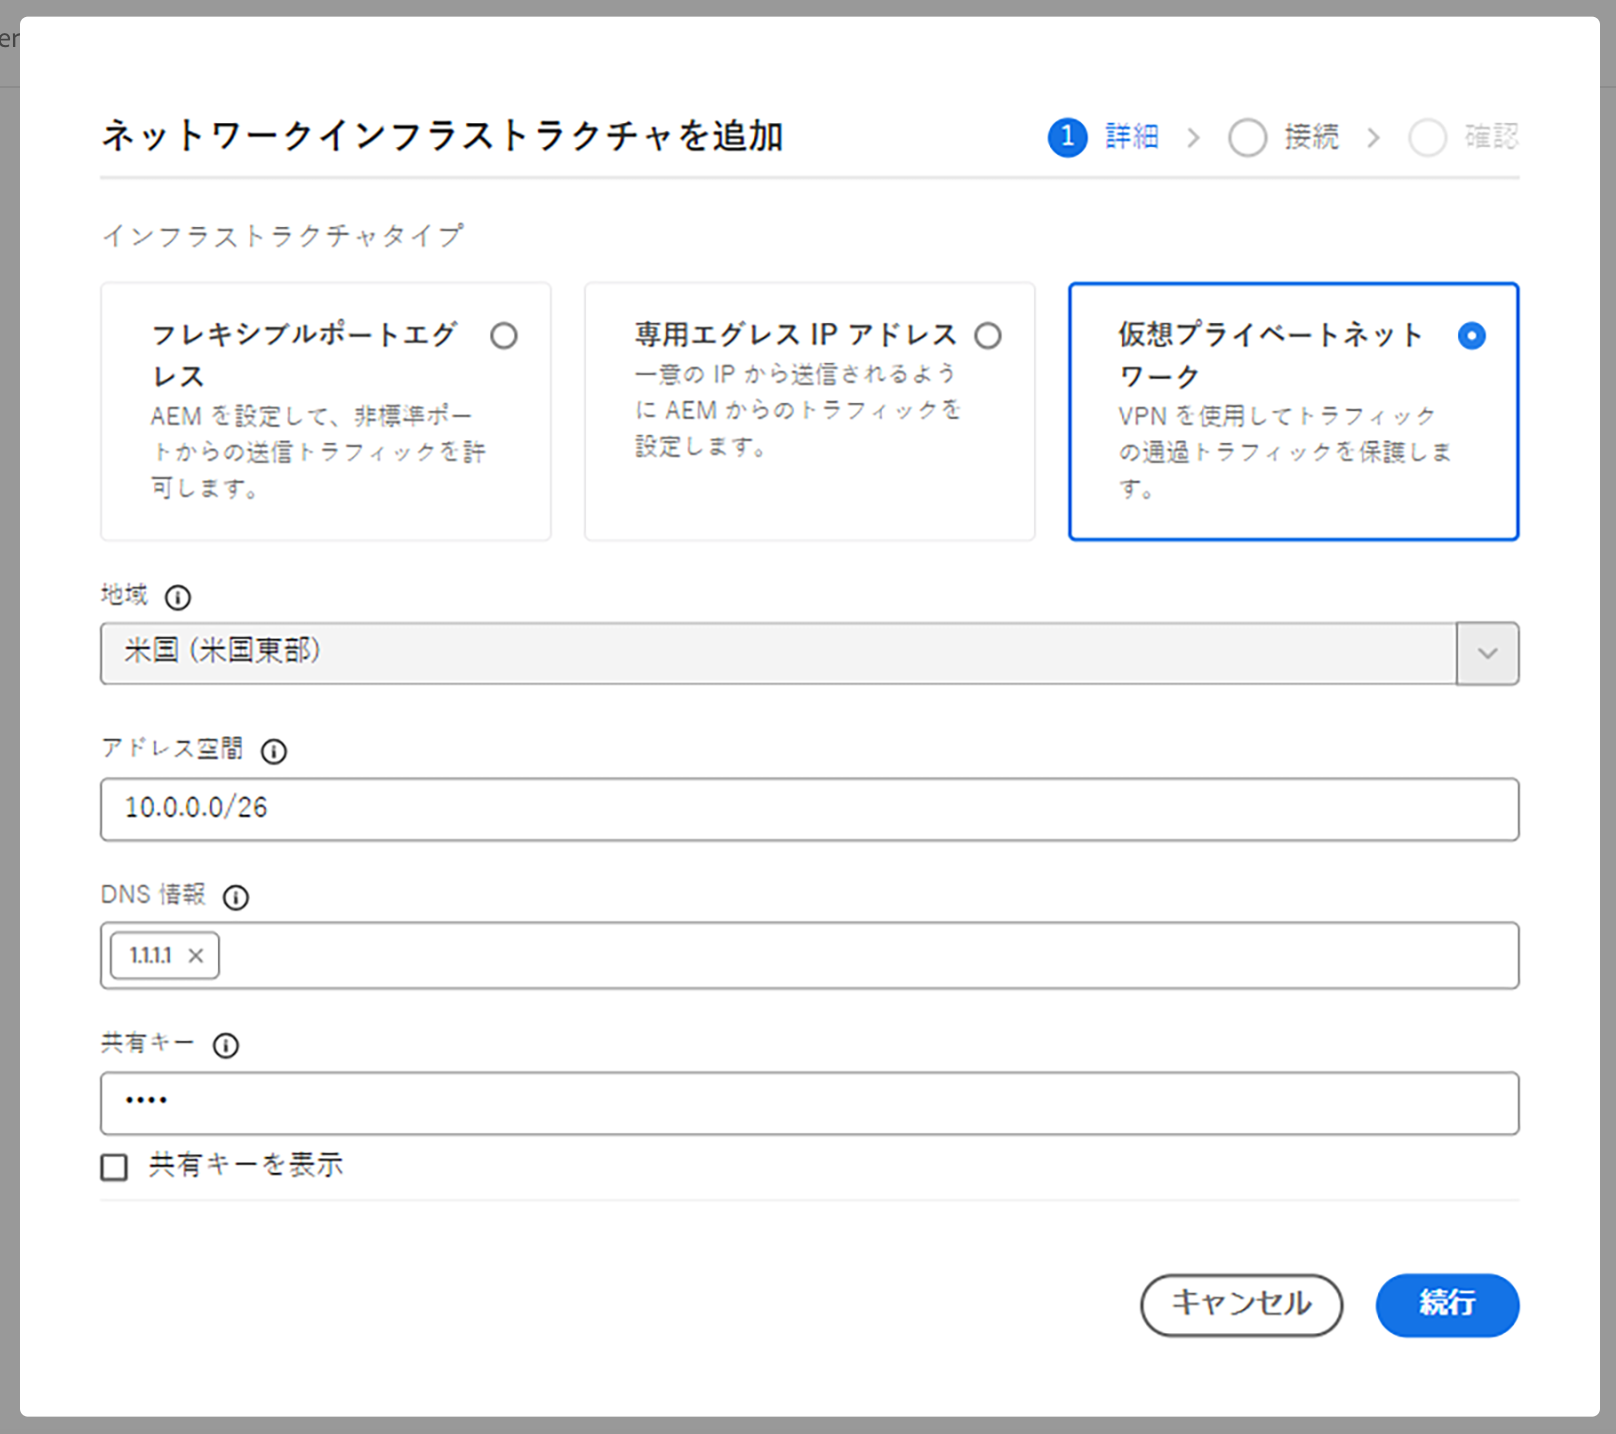 er
ネットワークインフラストラクチャを追加
1 詳細 > 接続 > 確認
インフラストラクチャタイプ
フレキシブルポートエグ
レス
AEM を設定して、非標準ポー
トからの送信トラフィックを許
可します。
専用エグレス IP アドレス
一意の IP から送信されるよう
に AEM からのトラフィックを
設定します。
仮想プライベートネット
ワーク
VPN を使用してトラフィック
の通過トラフィックを保護しま
す。
地域
米国 (米国東部)
アドレス空間
10.0.0.0/26
DNS 情報
1.1.1.1 ×
共有キー
••••
共有キーを表示
キャンセル
続行